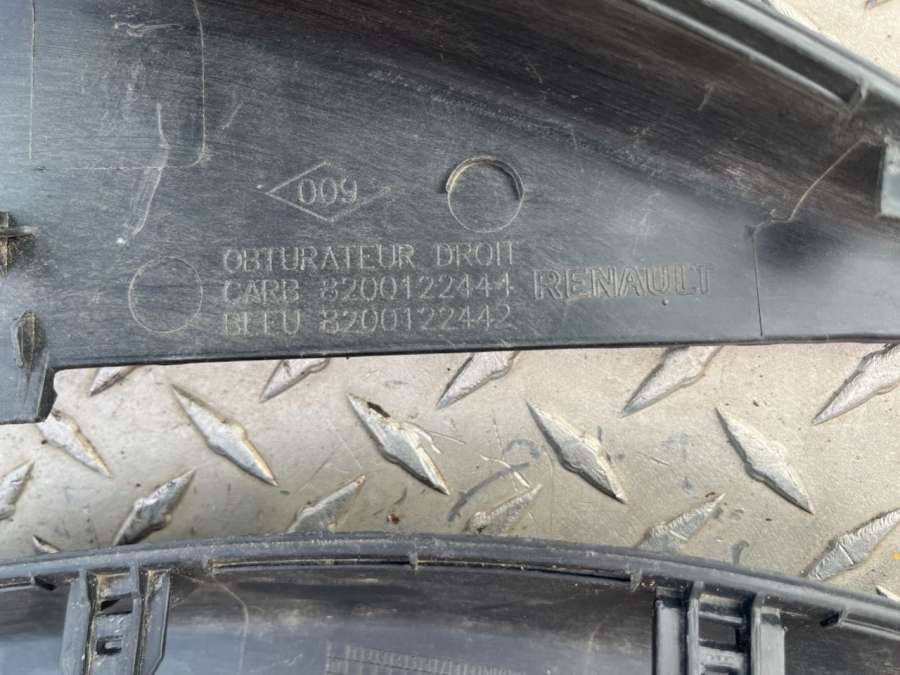 009
OBTURATEUR DROIT
CARB 8200122444 RENAULT
BLEU 8200122442